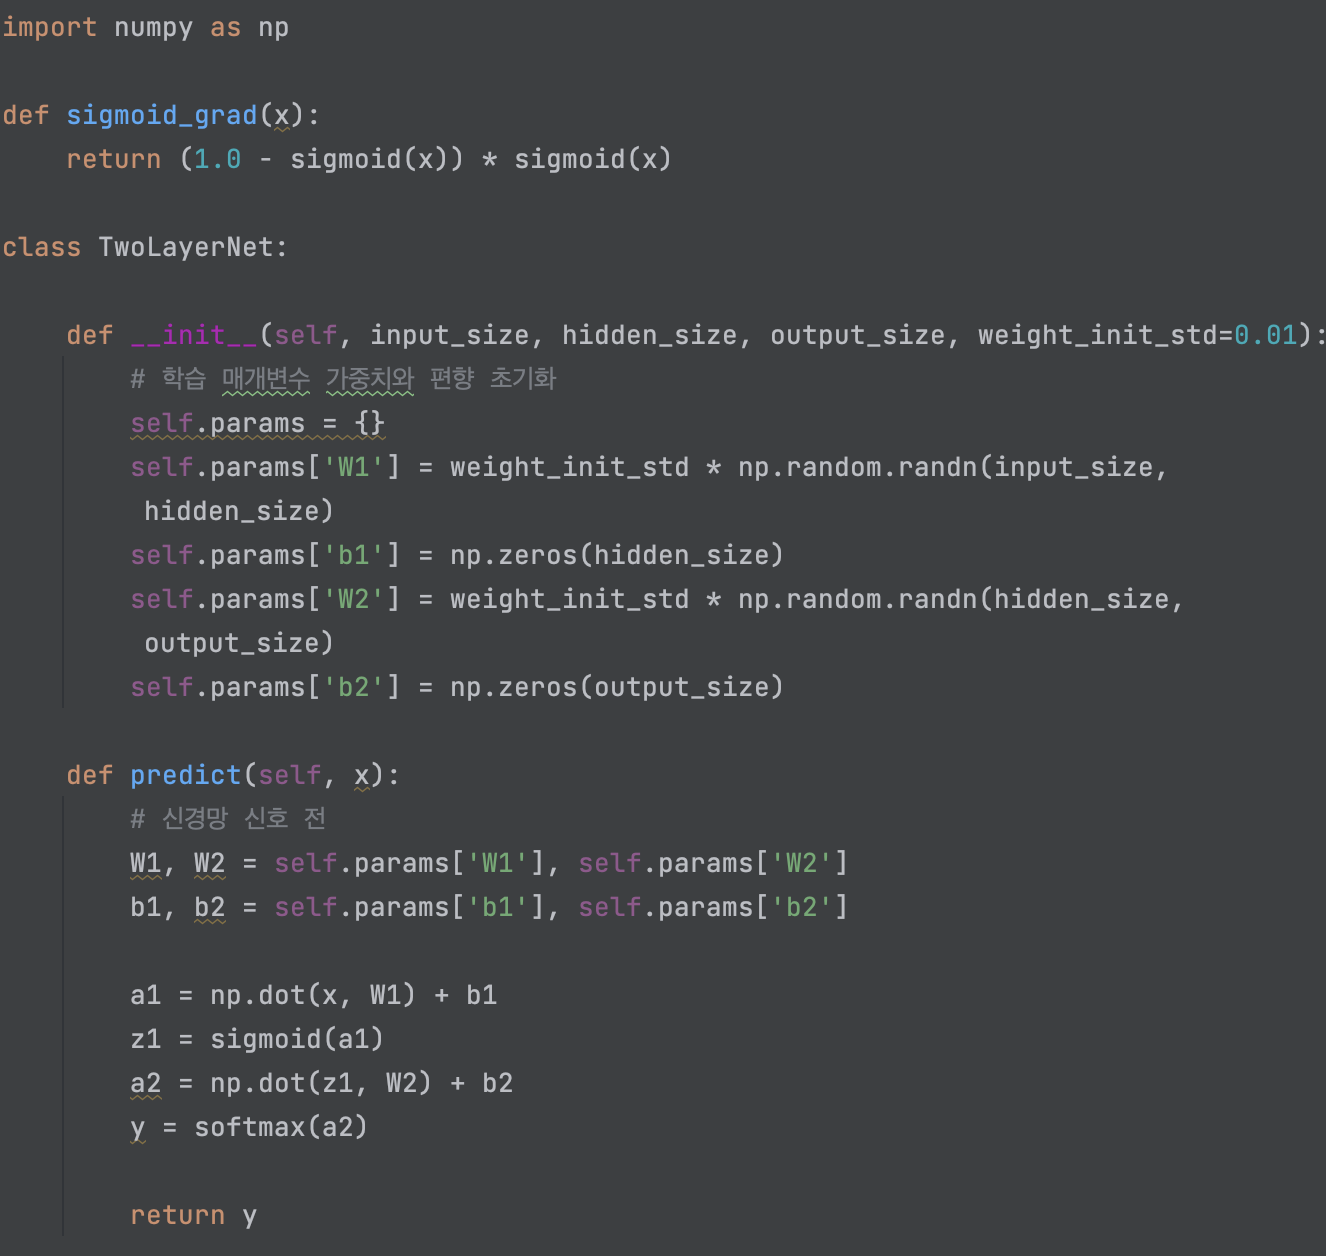 import numpy as np
def sigmoid_grad(x):
    return (1.0 - sigmoid(x)) * sigmoid(x)
class TwoLayerNet:
    def __init__(self, input_size, hidden_size, output_size, weight_init_std=0.01):
        # 학습 매개변수 가중치와 편향 초기화
        self.params = {}
        self.params['W1'] = weight_init_std * np.random.randn(input_size,
         hidden_size)
        self.params['b1'] = np.zeros(hidden_size)
        self.params['W2'] = weight_init_std * np.random.randn(hidden_size,
         output_size)
        self.params['b2'] = np.zeros(output_size)
    def predict(self, x):
        # 신경망 신호 전
        W1, W2 = self.params['W1'], self.params['W2']
        b1, b2 = self.params['b1'], self.params['b2']
        a1 = np.dot(x, W1) + b1
        z1 = sigmoid(a1)
        a2 = np.dot(z1, W2) + b2
        y = softmax(a2)
        return y